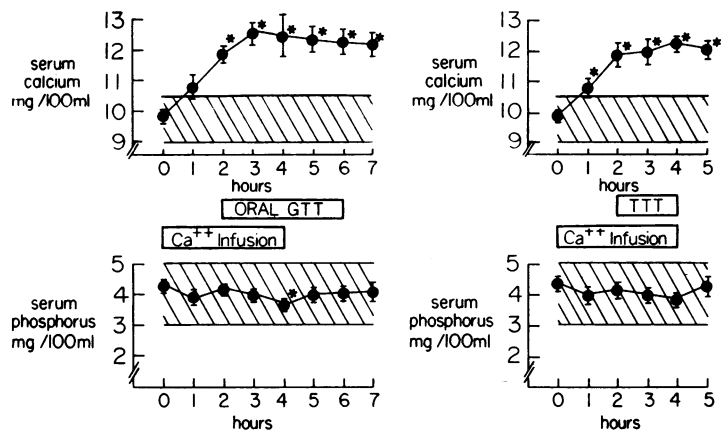 13
12
11
10
9
serum
calcium
mg/100ml
* * * * * *
0 1 2 3 4 5 6 7
hours
ORAL GTT
Ca++ Infusion
5
4
3
2
serum
phosphorus
mg/100ml
*
0 1 2 3 4 5 6 7
hours
13
12
11
10
9
serum
calcium
mg/100ml
* * * * *
0 1 2 3 4 5
hours
TTT
Ca++ Infusion
5
4
3
2
serum
phosphorus
mg/100ml
0 1 2 3 4 5
hours